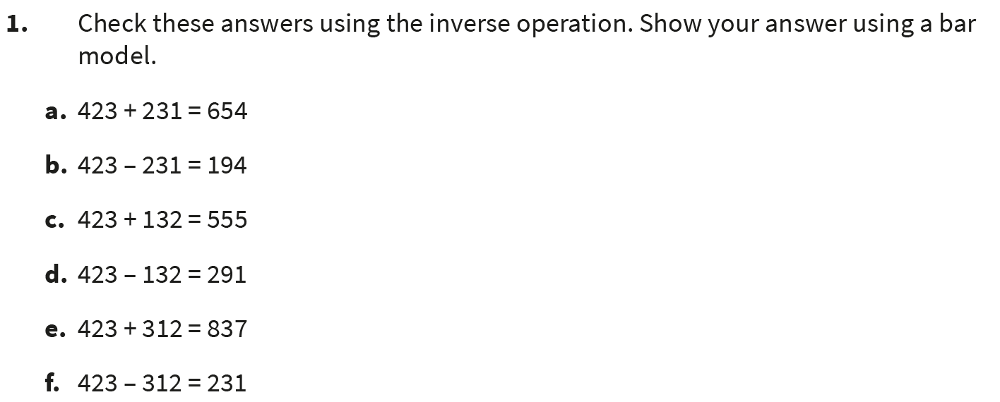 1. Check these answers using the inverse operation. Show your answer using a bar
model.
a. 423 + 231 = 654
b. 423 – 231 = 194
c. 423 + 132 = 555
d. 423 – 132 = 291
e. 423 + 312 = 837
f. 423 – 312 = 231